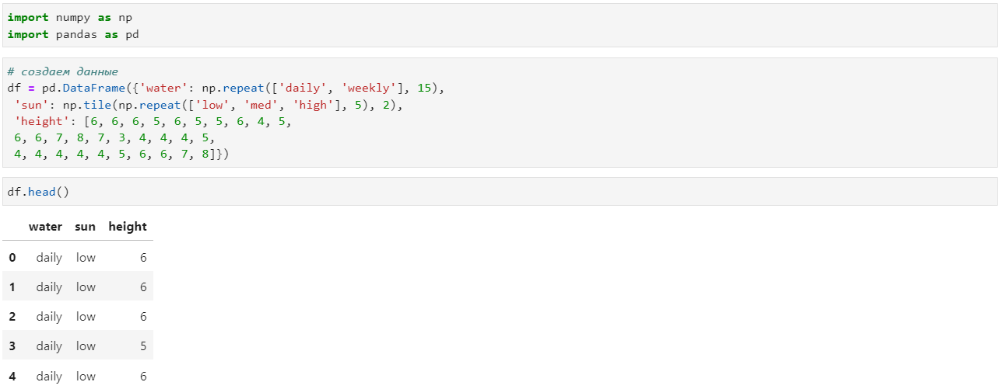 import numpy as np
import pandas as pd
# создаем данные
df = pd.DataFrame({'water': np.repeat(['daily', 'weekly'], 15),
'sun': np.tile(np.repeat(['low', 'med', 'high'], 5), 2),
'height': [6, 6, 6, 5, 6, 5, 5, 6, 4, 5,
6, 6, 7, 8, 7, 3, 4, 4, 4, 5,
4, 4, 4, 4, 4, 5, 6, 6, 7, 8]})
df.head()
water sun height
0 daily low 6
1 daily low 6
2 daily low 6
3 daily low 5
4 daily low 6